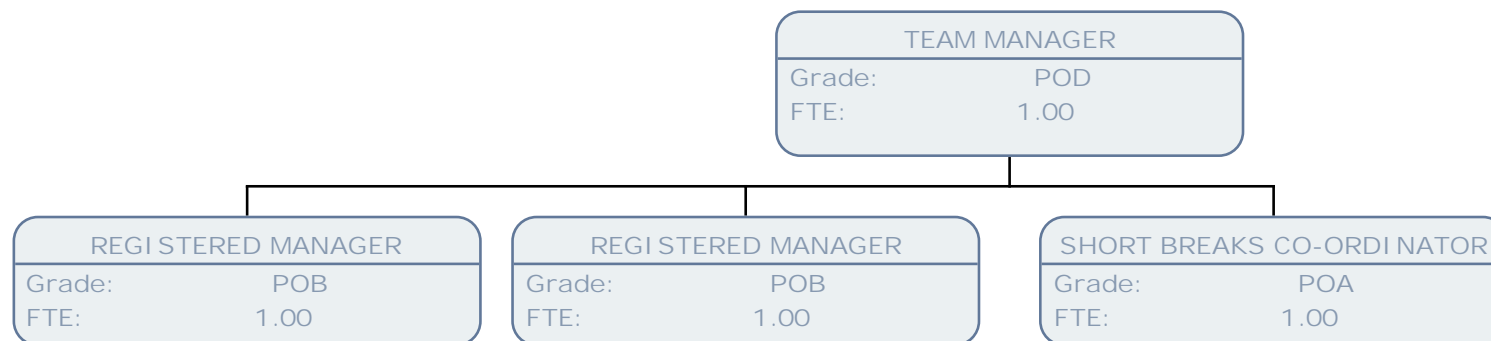 TEAM MANAGER
Grade: POD
FTE: 1.00
REGISTERED MANAGER
Grade: POB
FTE: 1.00
REGISTERED MANAGER
Grade: POB
FTE: 1.00
SHORT BREAKS CO-ORDINATOR
Grade: POA
FTE: 1.00